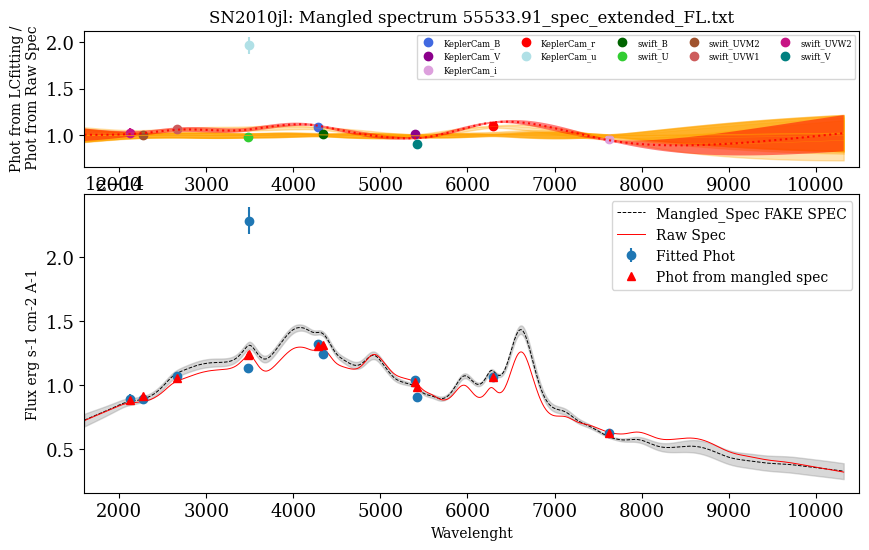 SN2010jl: Mangled spectrum 55533.91_spec_extended_FL.txt
Phot from LCfitting /
Phot from Raw Spec
2.0
1.5
1.0
KeplerCam_B
KeplerCam_V
KeplerCam_i
KeplerCam_r
KeplerCam_u
swift_B
swift_U
swift_UVM2
swift_UVW1
swift_UVW2
swift_V
2000 3000 4000 5000 6000 7000 8000 9000 10000
1e−14
Flux erg s-1 cm-2 A-1
2.0
1.5
1.0
0.5
Mangled_Spec FAKE SPEC
Raw Spec
Fitted Phot
Phot from mangled spec
2000 3000 4000 5000 6000 7000 8000 9000 10000
Wavelenght